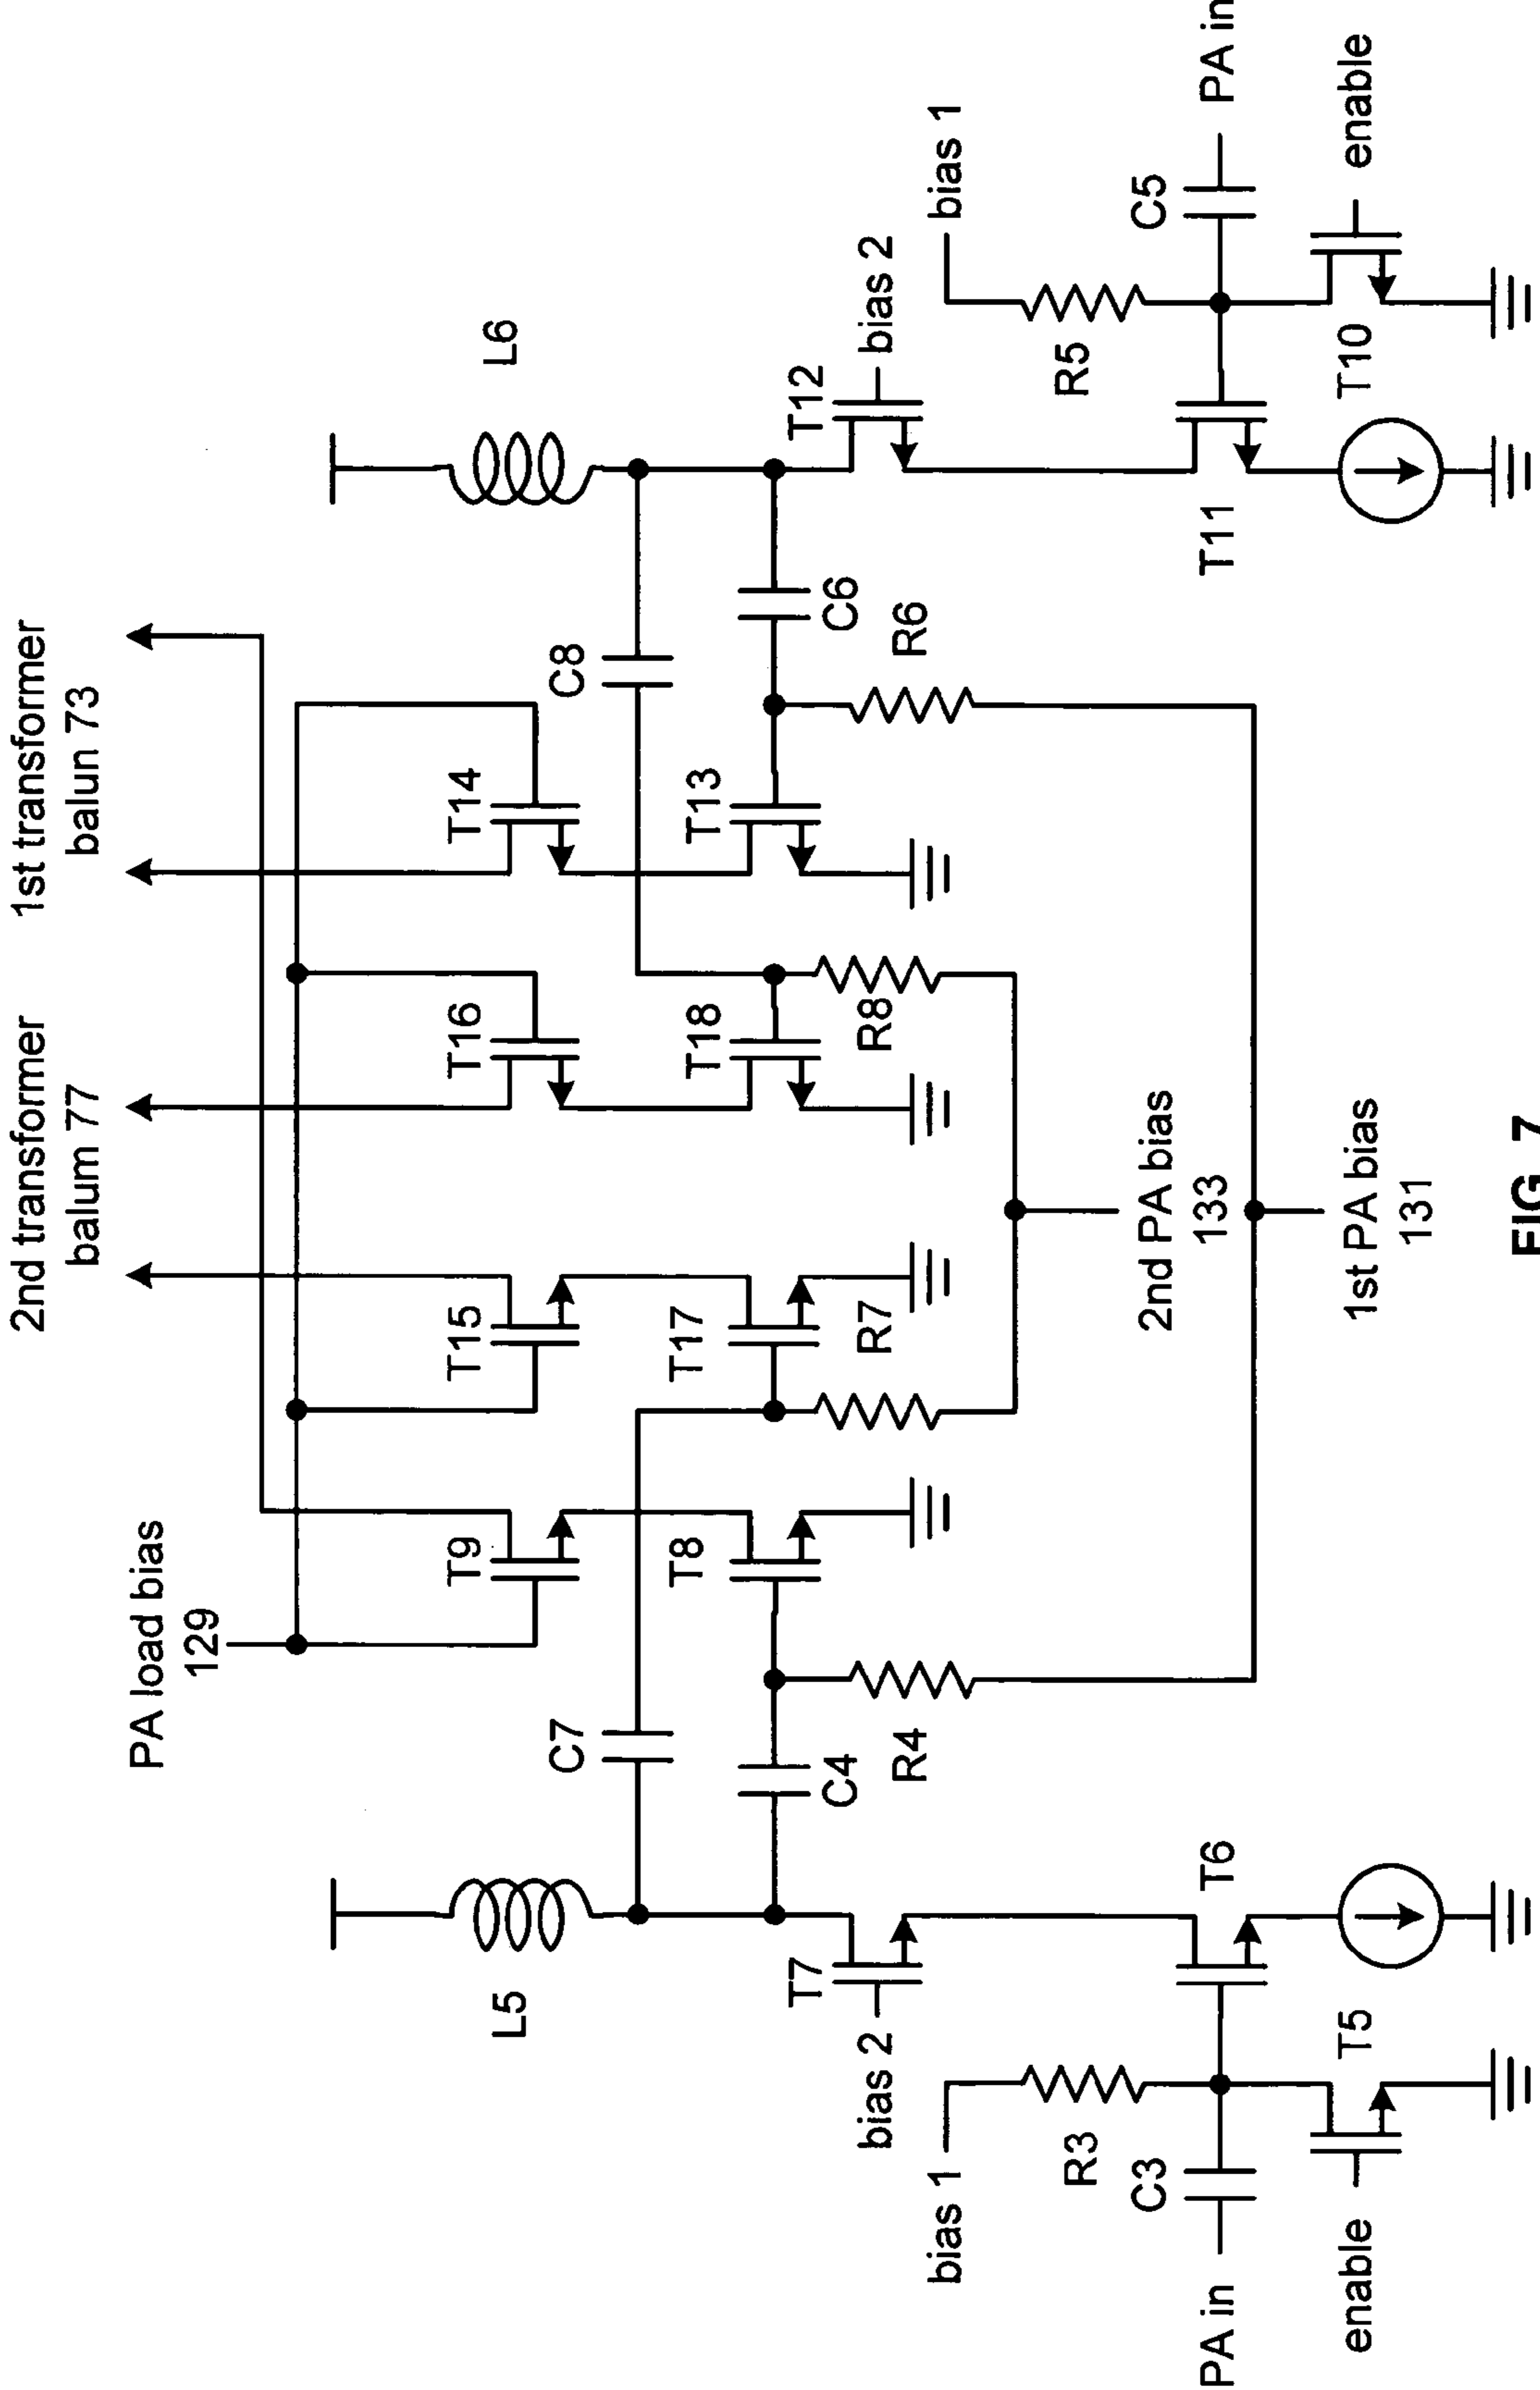 2nd transformer
balum 77
1st transformer
balun 73
PA load bias
129
L5
T9
T15
T16
T14
L6
C7
C8
T7
bias 2
T8
T17
T18
T13
T12
bias 2
C4
C6
R4
R7
R8
R6
bias 1
bias 1
R3
R5
C3
C5
PA in
T6
2nd PA bias
133
T11
PA in
enable
T5
1st PA bias
131
T10
enable
FIG. 7